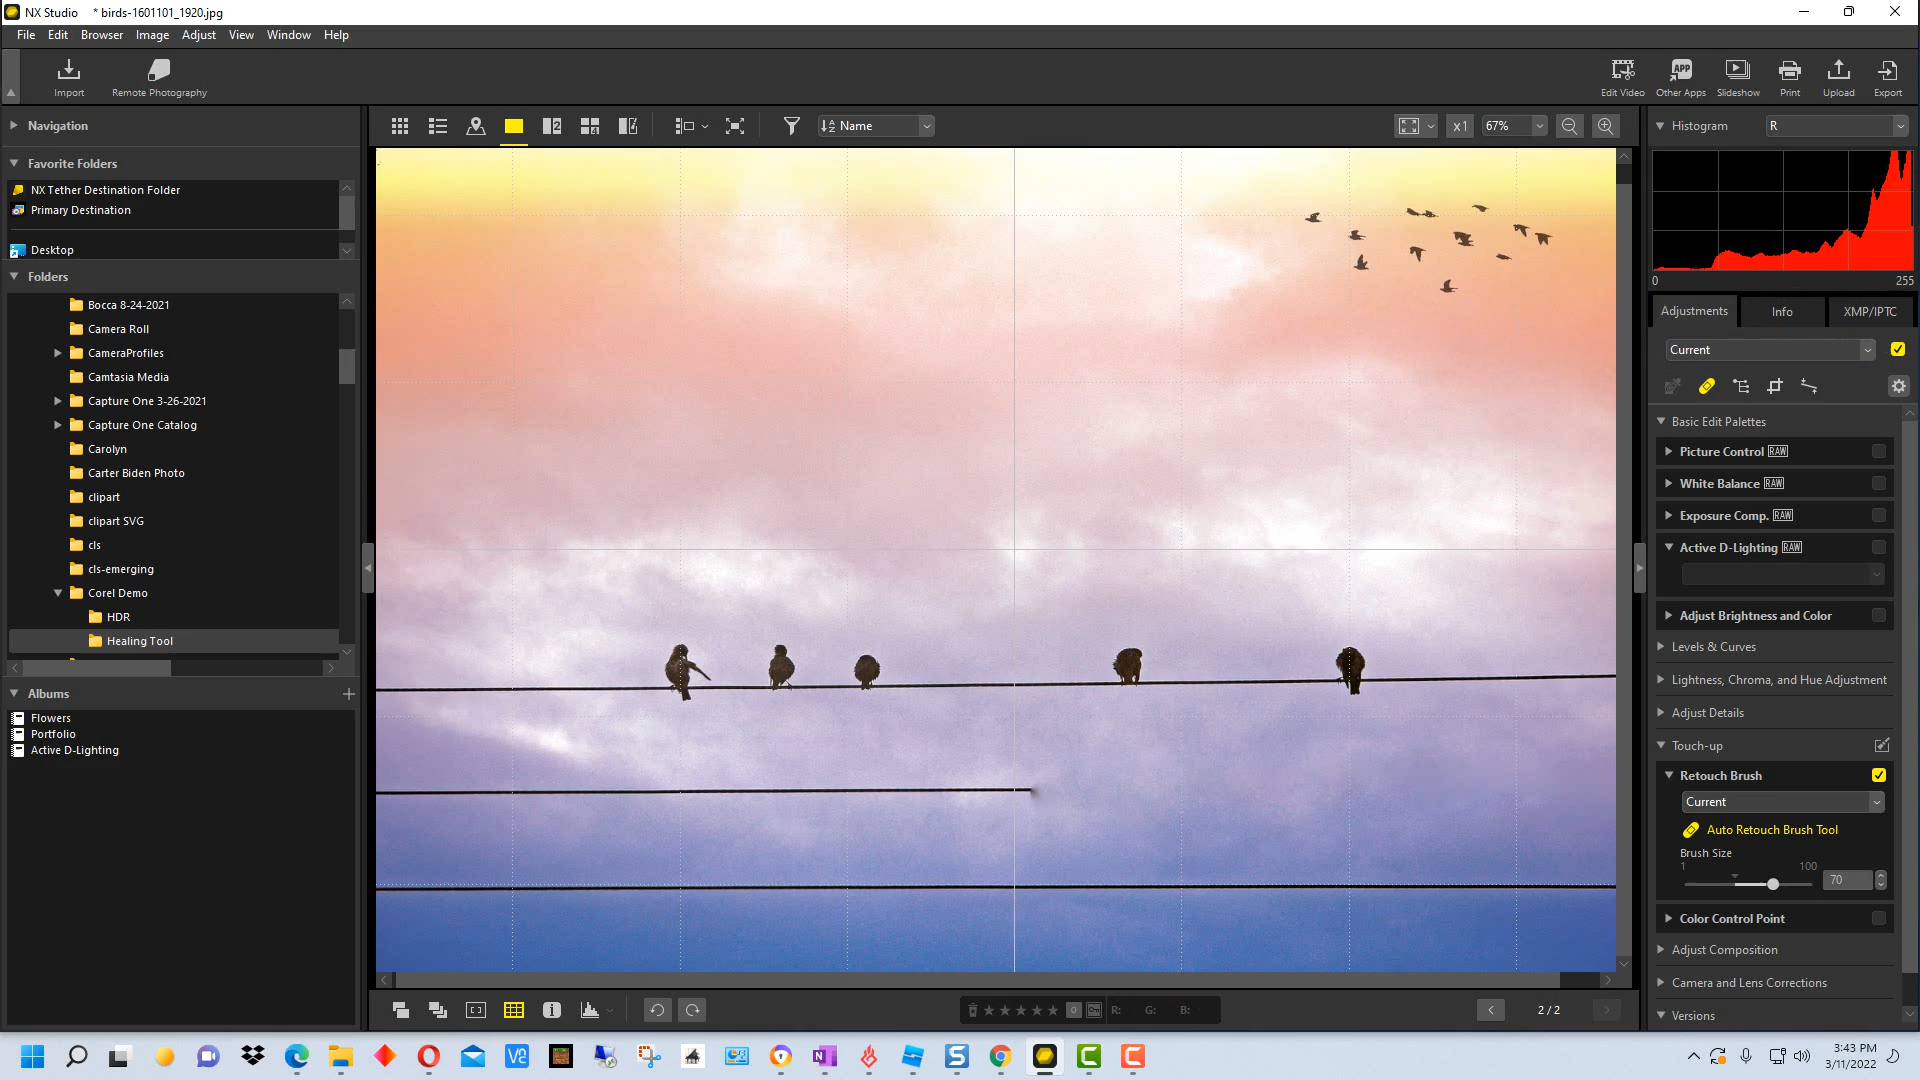 NX Studio * birds-1601101_1920.jpg
File Edit Browser Image Adjust View Window Help
Import Remote Photography Edit Video Other Apps Slideshow Print Upload Export
APP
Navigation
Favorite Folders
NX Tether Destination Folder
Primary Destination
Desktop
Folders
Bocca 8-24-2021
Camera Roll
CameraProfiles
Camtasia Media
Capture One 3-26-2021
Capture One Catalog
Carolyn
Carter Biden Photo
clipart
clipart SVG
cls
cls-emerging
Corel Demo
HDR
Healing Tool
Albums
Flowers
Portfolio
Active D-Lighting
Name x1 67%
R: G: B:
0
2 / 2
Histogram R
0 255
Adjustments Info XMP/IPTC
Current
Basic Edit Palettes
Picture Control RAW
White Balance RAW
Exposure Comp. RAW
Active D-Lighting RAW
Adjust Brightness and Color
Levels & Curves
Lightness, Chroma, and Hue Adjustment
Adjust Details
Touch-up
Retouch Brush
Current
Auto Retouch Brush Tool
Brush Size
1 100
70
Color Control Point
Adjust Composition
Camera and Lens Corrections
Versions
3:43 PM
3/11/2022